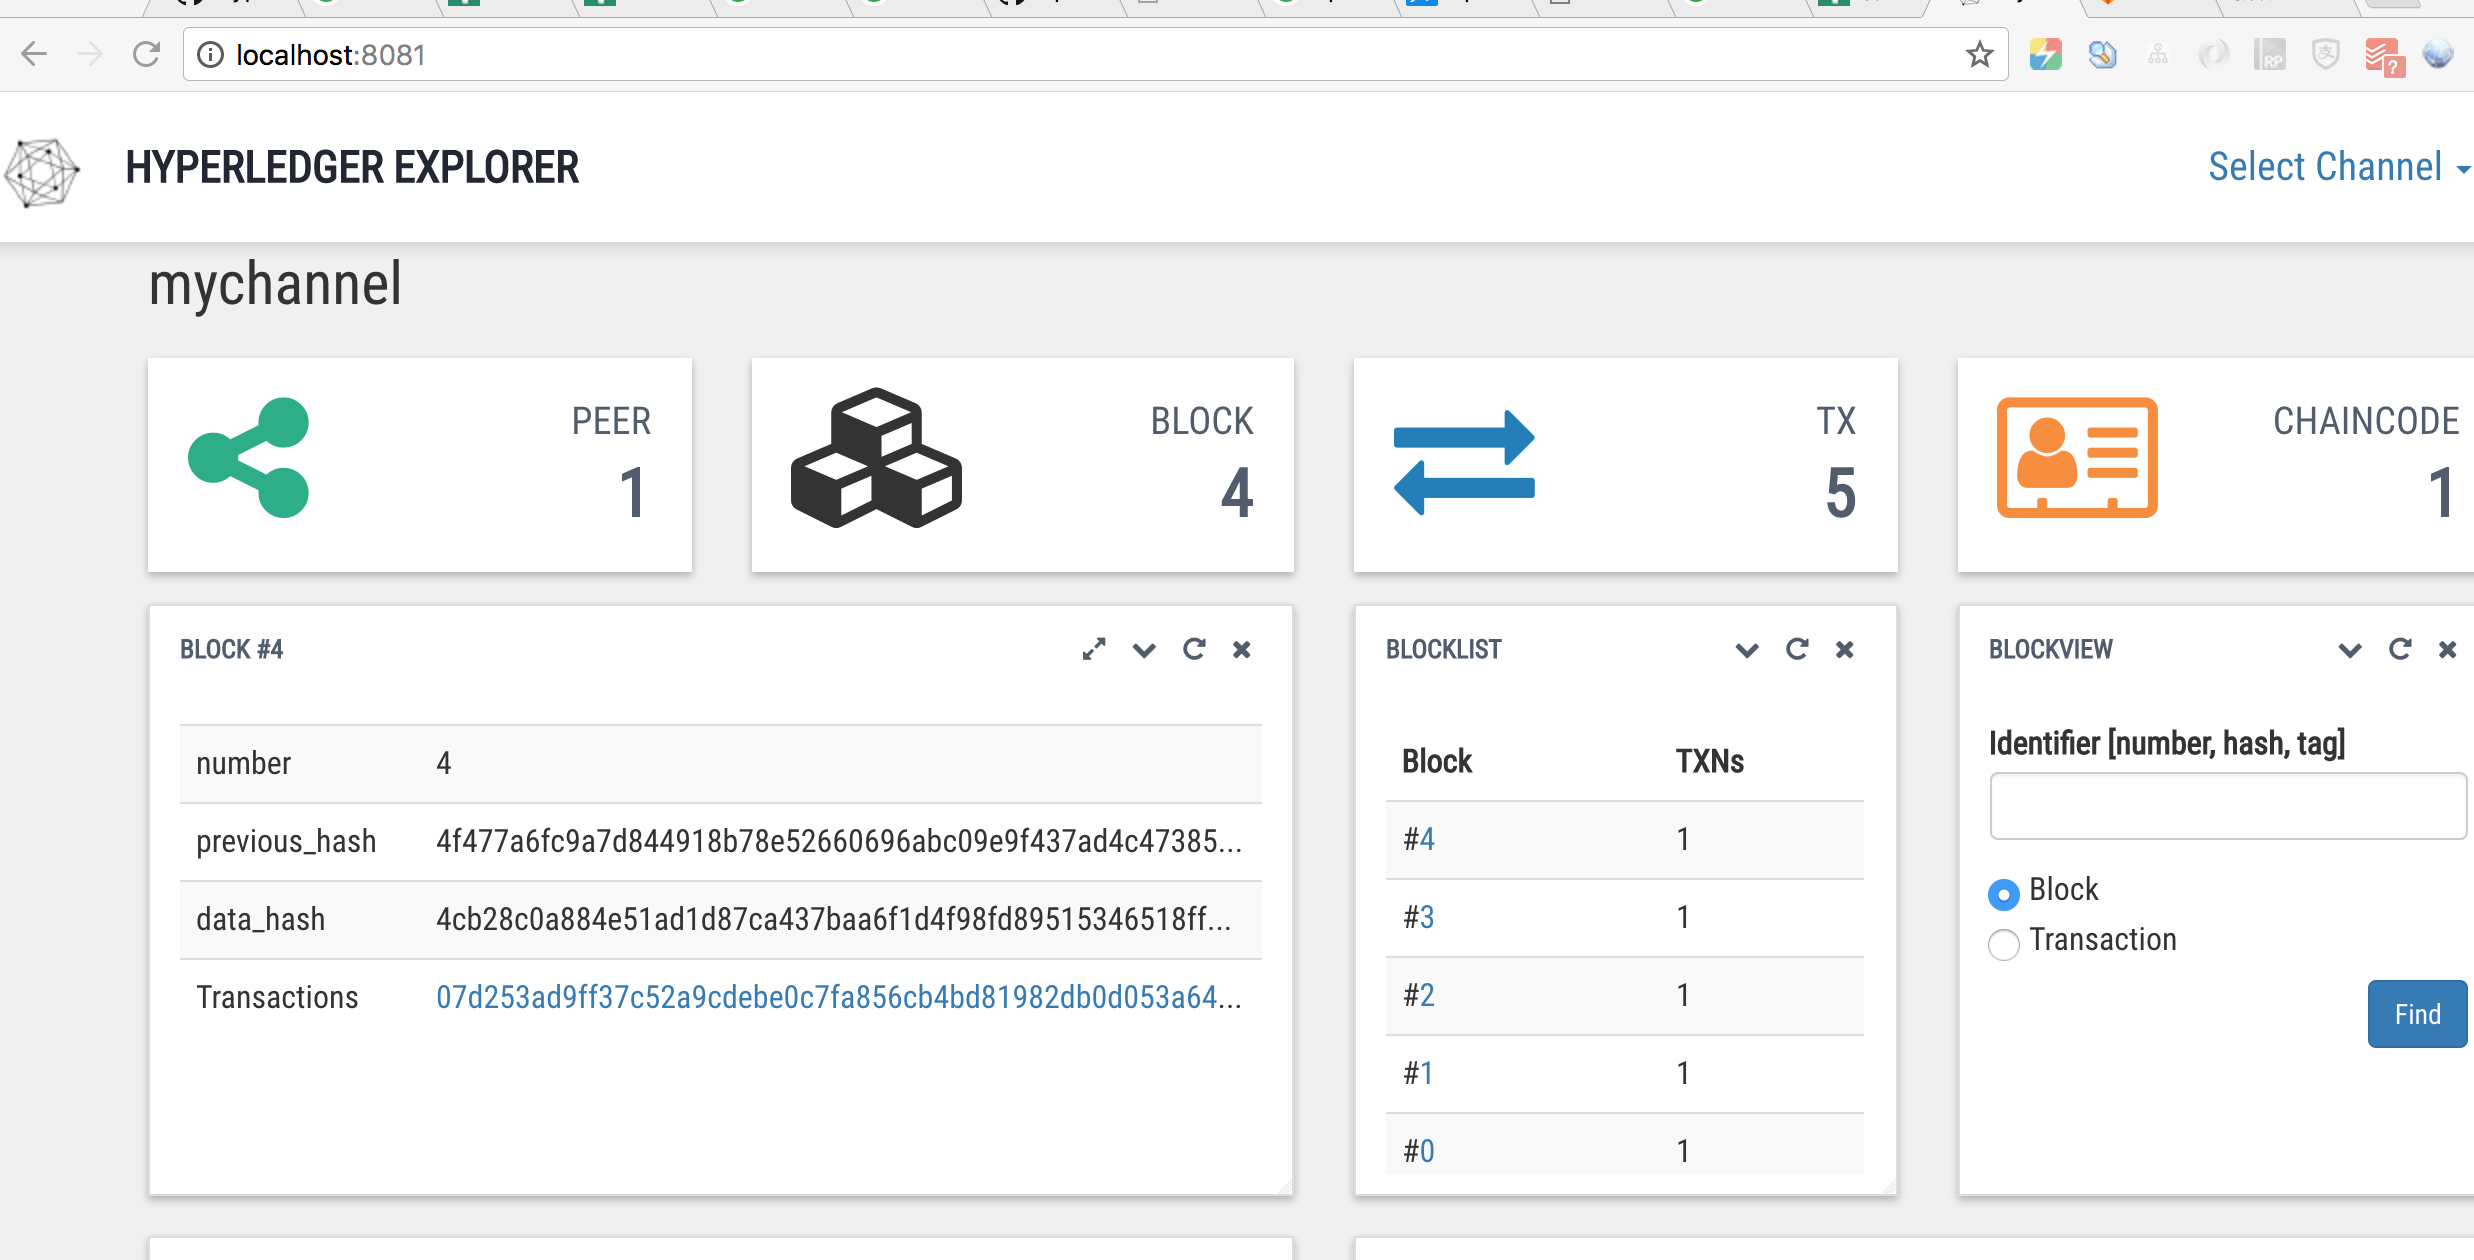 localhost:8081
HYPERLEDGER EXPLORER
Select Channel
mychannel
PEER
1
BLOCK
4
TX
5
CHAINCODE
1
BLOCK #4
number 4
previous_hash 4f477a6fc9a7d844918b78e52660696abc09e9f437ad4c47385...
data_hash 4cb28c0a884e51ad1d87ca437baa6f1d4f98fd89515346518ff...
Transactions 07d253ad9ff37c52a9cdebe0c7fa856cb4bd81982db0d053a64...
BLOCKLIST
Block TXNs
#4 1
#3 1
#2 1
#1 1
#0 1
BLOCKVIEW
Identifier [number, hash, tag]
Block
Transaction
Find